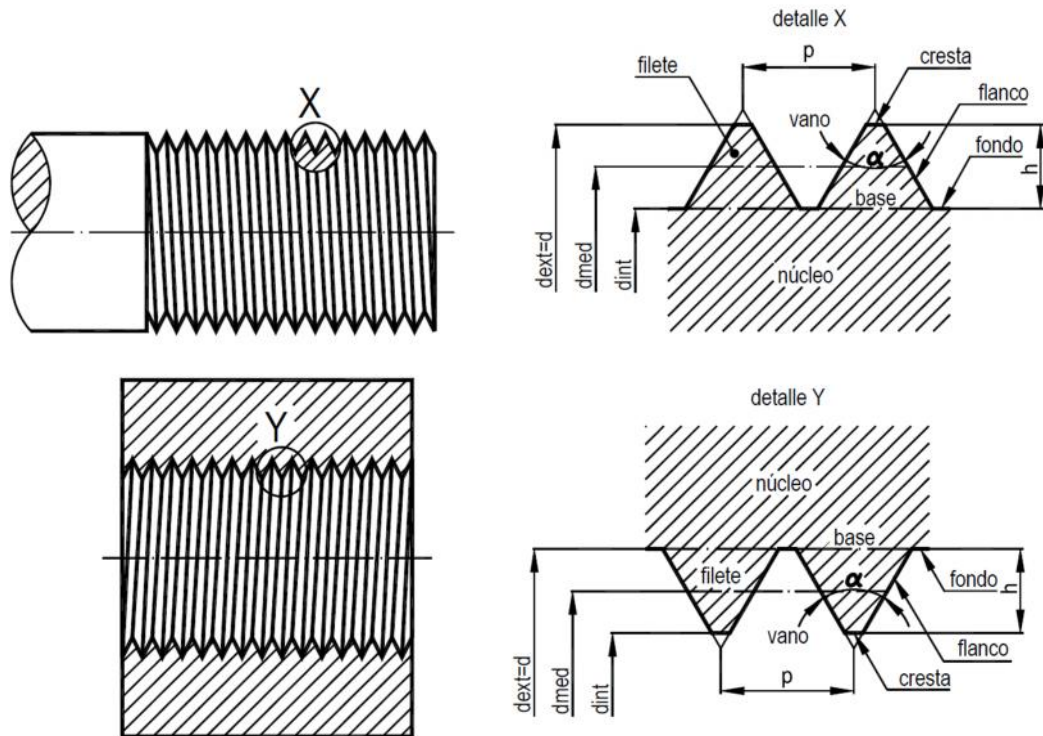 X
detalle X
p
filete
cresta
flanco
vano
α
fondo
h
base
dext=d
dmed
dint
núcleo
Y
detalle Y
núcleo
base
filete
α
fondo
h
vano
flanco
cresta
dext=d
dmed
dint
p